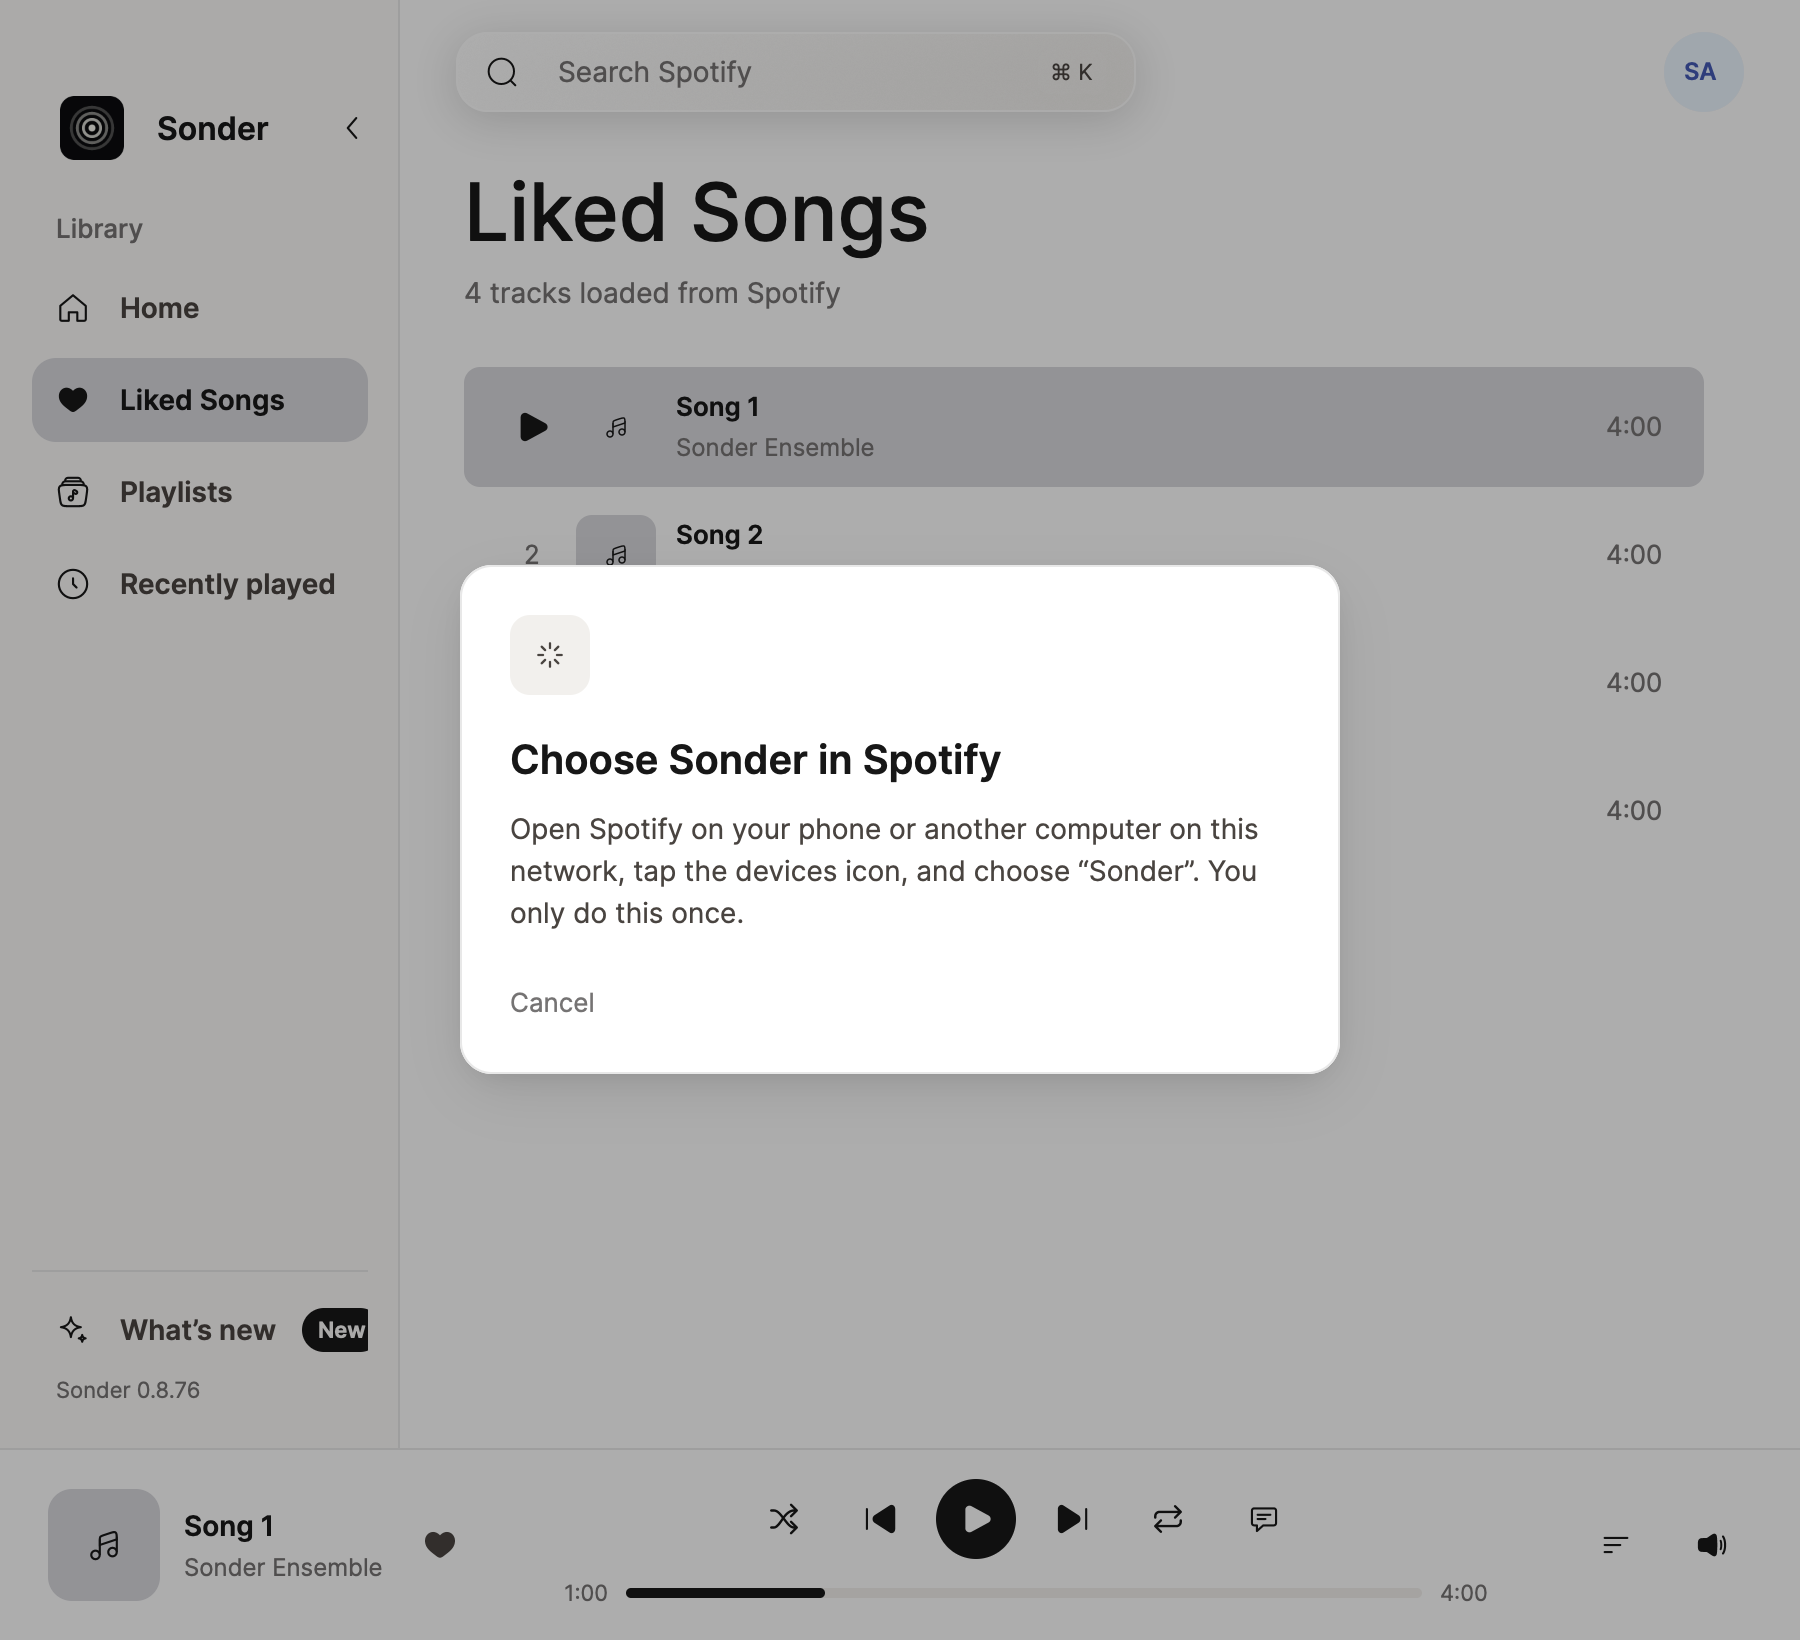 Search Spotify
⌘ K
SA
Sonder
Library
Home
Liked Songs
Playlists
Recently played
Liked Songs
4 tracks loaded from Spotify
Song 1
Sonder Ensemble
4:00
2
Song 2
4:00
4:00
4:00
Choose Sonder in Spotify
Open Spotify on your phone or another computer on this
network, tap the devices icon, and choose “Sonder”. You
only do this once.
Cancel
What’s new
New
Sonder 0.8.76
Song 1
Sonder Ensemble
1:00
4:00